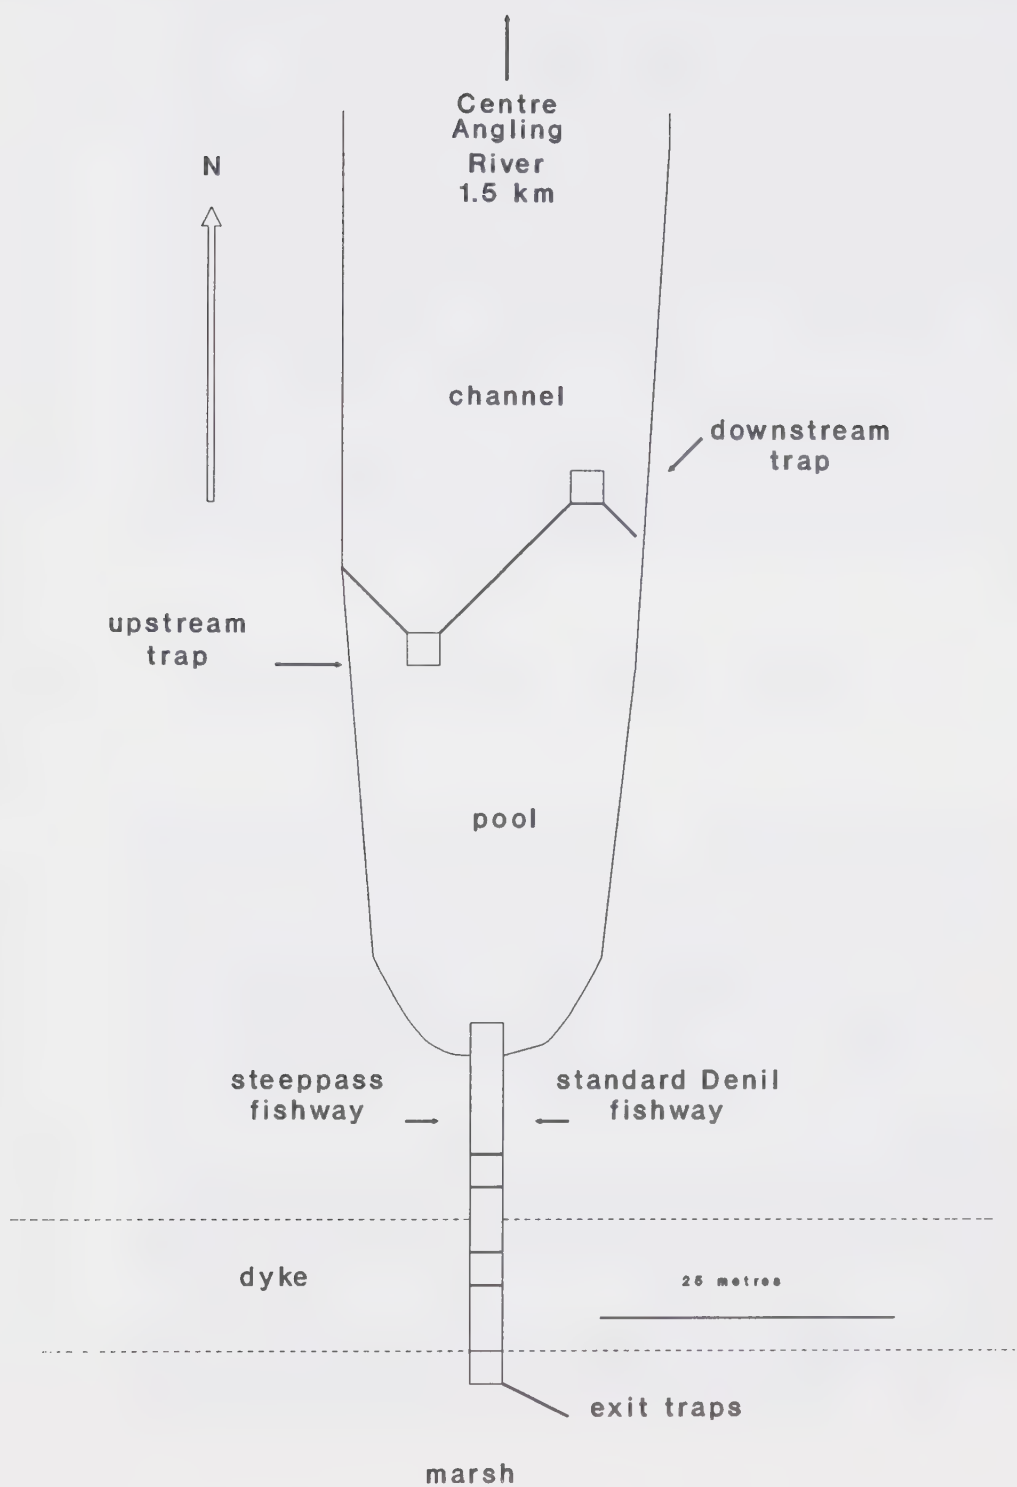 Centre
Angling
River
1.5 km
N
channel
downstream
trap
upstream
trap
pool
steeppass
fishway
standard Denil
fishway
dyke
25 metres
exit traps
marsh